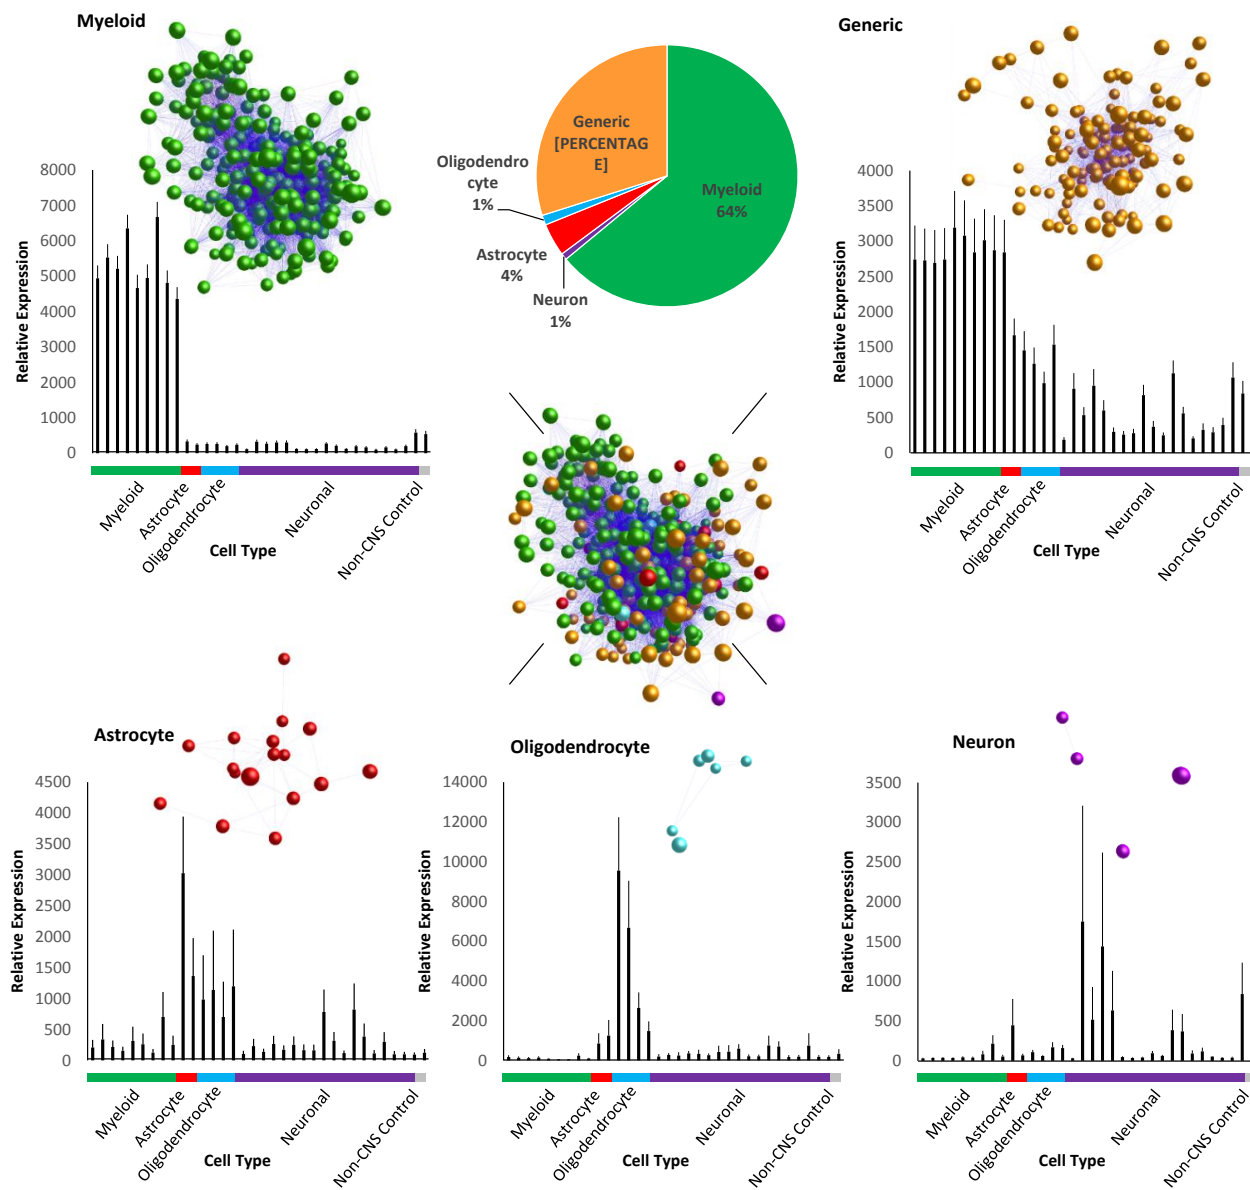 Myeloid
8000
7000
6000
5000
4000
3000
2000
1000
0
Relative Expression
Myeloid
Astrocyte
Oligodendrocyte
Neuronal
Non-CNS Control
Cell Type
Generic
[PERCENTAG
E]
Oligodendro
cyte
1%
Myeloid
64%
Astrocyte
4%
Neuron
1%
Generic
4000
3500
3000
2500
2000
1500
1000
500
0
Relative Expression
Myeloid
Astrocyte
Oligodendrocyte
Neuronal
Non-CNS Control
Cell Type
Astrocyte
4500
4000
3500
3000
2500
2000
1500
1000
500
0
Relative Expression
Myeloid
Astrocyte
Oligodendrocyte
Neuronal
Non-CNS Control
Cell Type
Oligodendrocyte
14000
12000
10000
8000
6000
4000
2000
0
Relative Expression
Myeloid
Astrocyte
Oligodendrocyte
Neuronal
Non-CNS Control
Cell Type
Neuron
3500
3000
2500
2000
1500
1000
500
0
Relative Expression
Myeloid
Astrocyte
Oligodendrocyte
Neuronal
Non-CNS Control
Cell Type